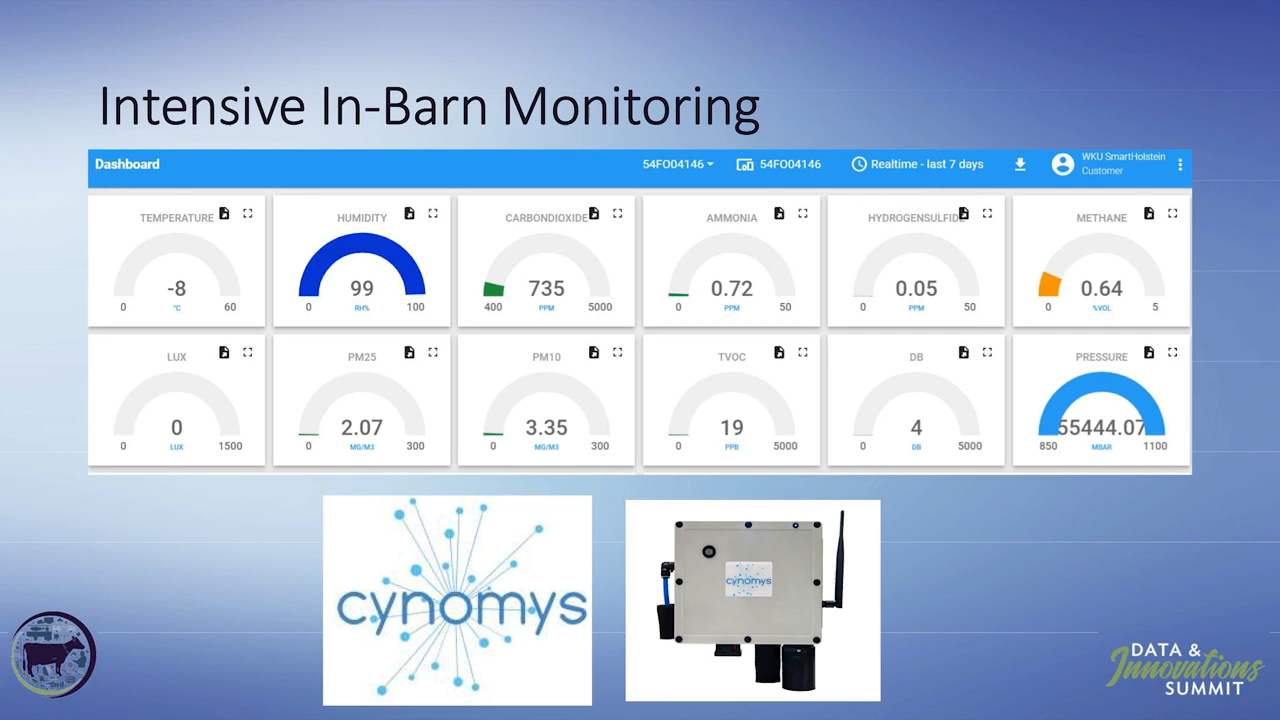 Intensive In-Barn Monitoring
Dashboard 54FO04146 54FO04146 Realtime - last 7 days WKU SmartHolstein
Customer
TEMPERATURE HUMIDITY CARBONDIOXIDE AMMONIA HYDROGENSULFIDE METHANE
-8 99 735 0.72 0.05 0.64
0 °C 60 0 RH% 100 400 PPM 5000 0 PPM 50 0 PPM 50 0 %VOL 5
LUX PM25 PM10 TVOC DB PRESSURE
0 2.07 3.35 19 4 55444.07
0 LUX 1500 0 MG/M3 300 0 MG/M3 300 0 PPB 5000 0 DB 5000 850 MBAR 1100
cynomys
cynomys
DATA &
Innovations
SUMMIT